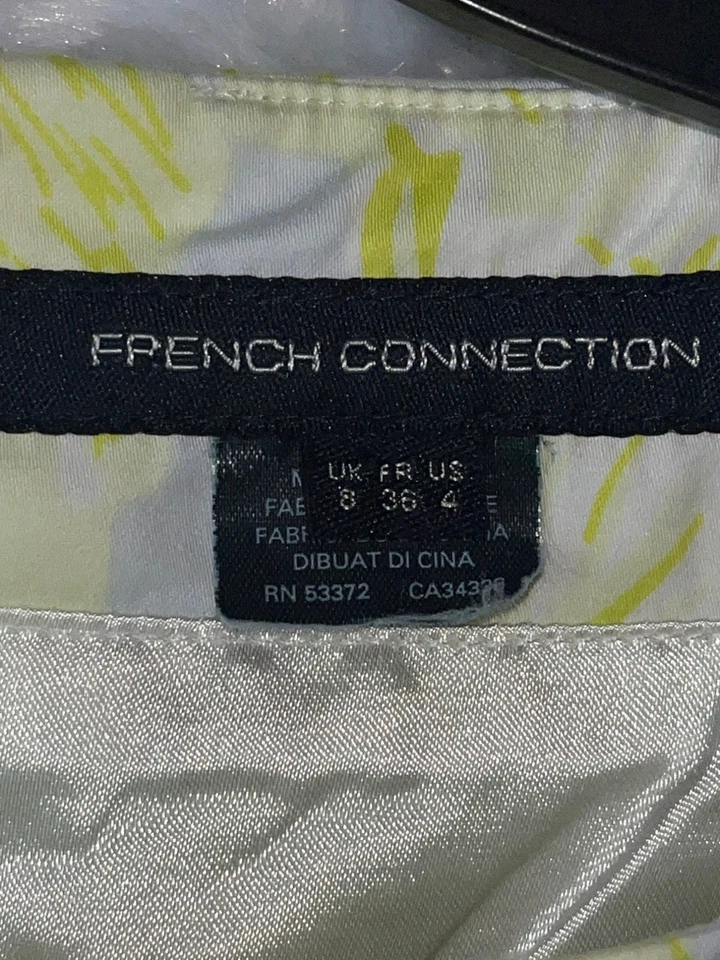 FRENCH CONNECTION
UK FR US
8 36 4
DIBUAT DI CINA
RN 53372